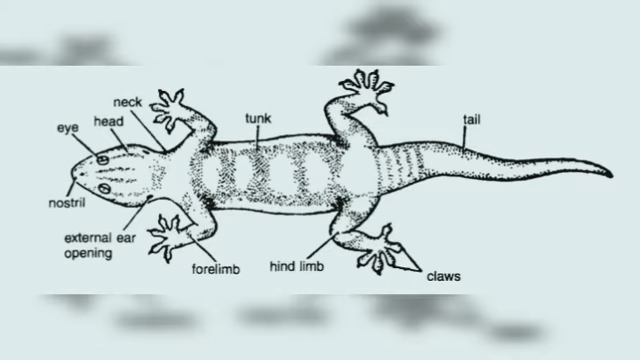 neck
eye
head
tunk
tail
nostril
external ear
opening
forelimb
hind limb
claws